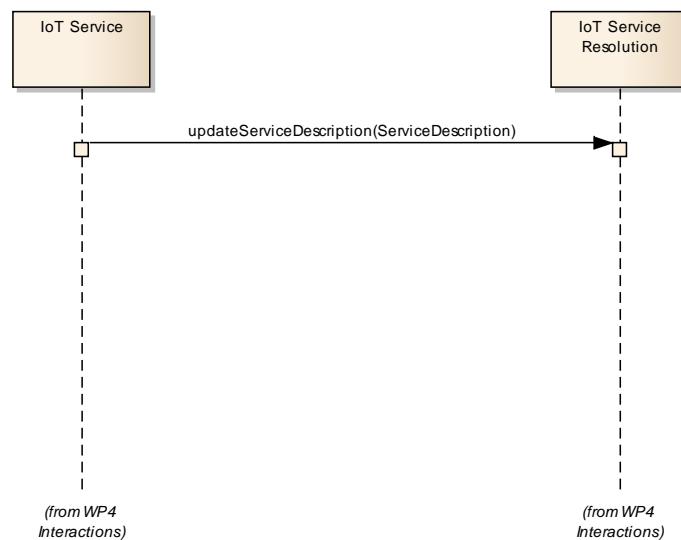 IoT Service
IoT Service
Resolution
updateServiceDescription(ServiceDescription)
(from WP4
Interactions)
(from WP4
Interactions)